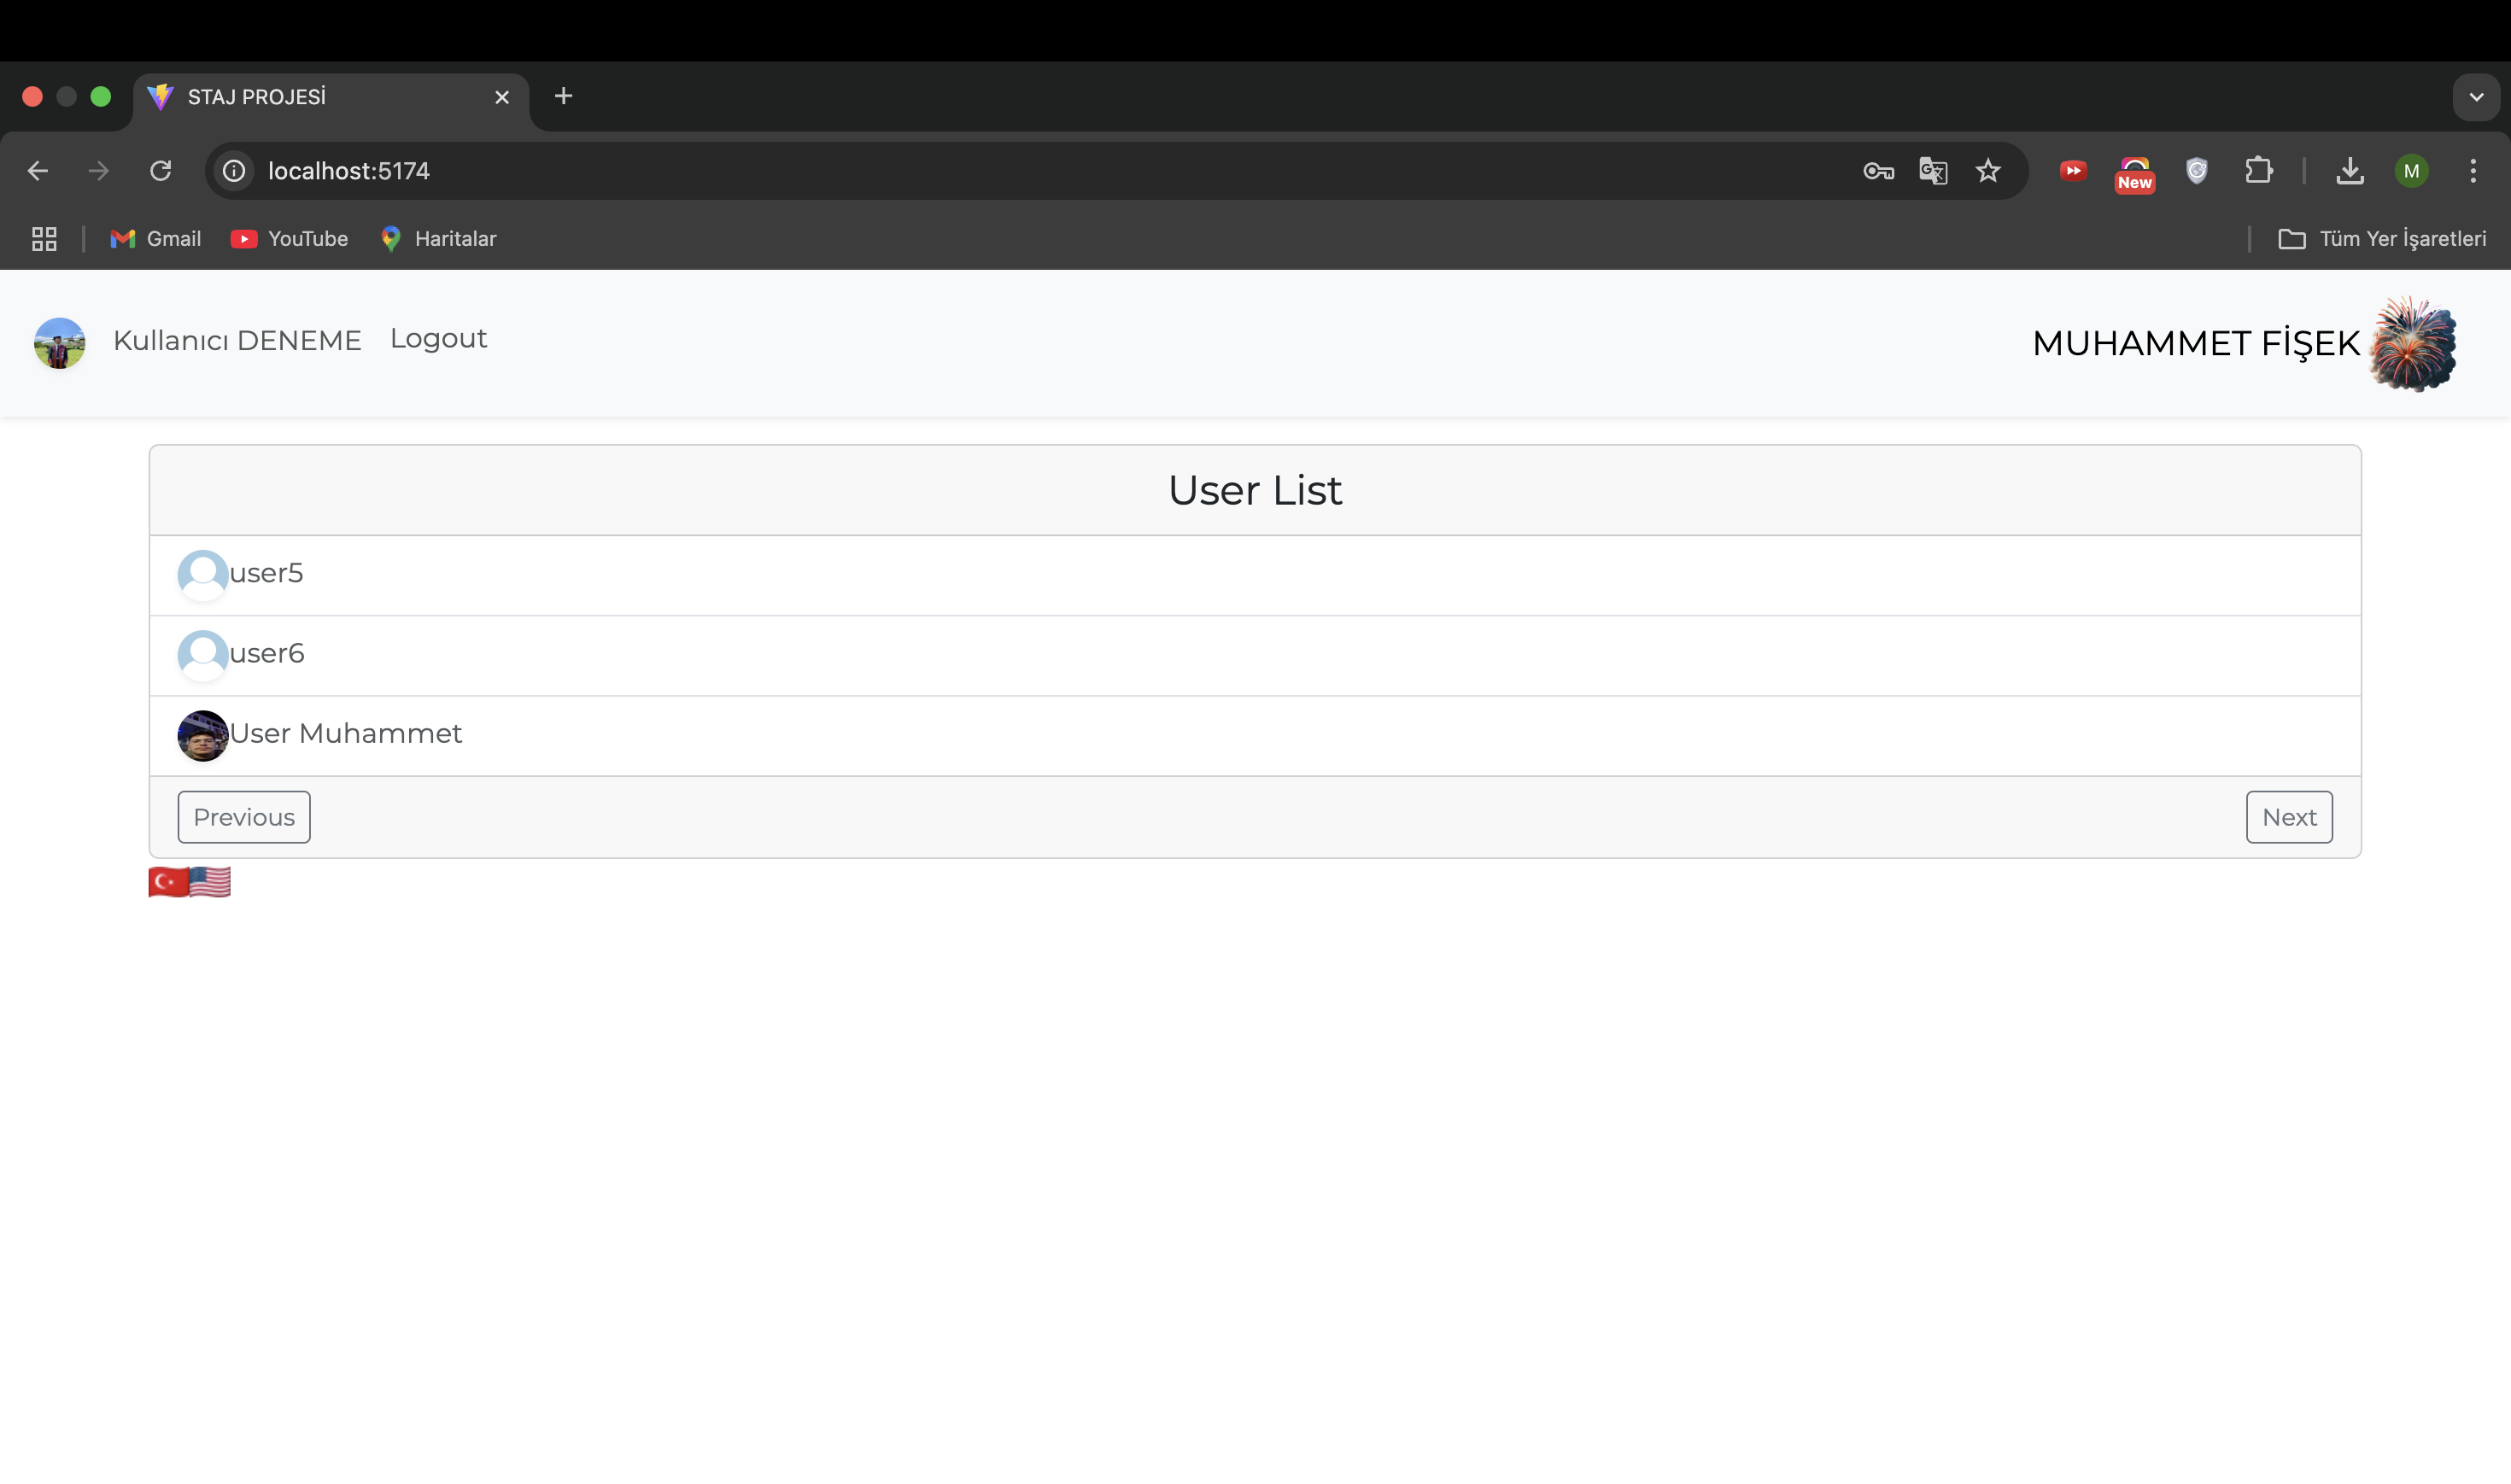 STAJ PROJESİ
localhost:5174
New
M
Gmail
YouTube
Haritalar
Tüm Yer İşaretleri
Kullanıcı DENEME
Logout
MUHAMMET FİŞEK
User List
user5
user6
User Muhammet
Previous
Next